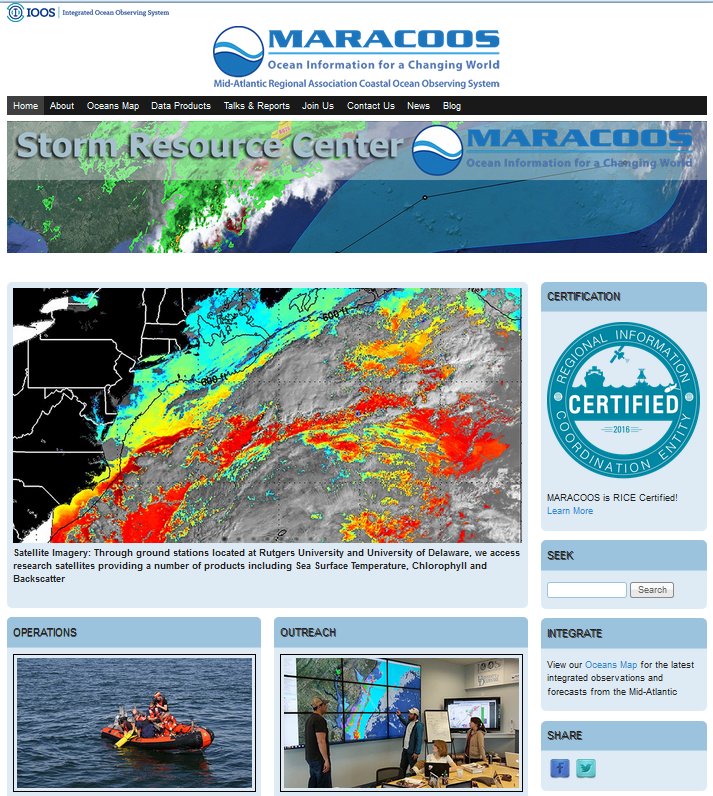 IOOS Integrated Ocean Observing System
MARACOOS
Ocean Information for a Changing World
Mid-Atlantic Regional Association Coastal Ocean Observing System
Home About Oceans Map Data Products Talks & Reports Join Us Contact Us News Blog
Storm Resource Center
MARACOOS
Ocean Information for a Changing World
600 ft
600 ft
Satellite Imagery: Through ground stations located at Rutgers University and University of Delaware, we access
research satellites providing a number of products including Sea Surface Temperature, Chlorophyll and
Backscatter
CERTIFICATION
REGIONAL INFORMATION
CERTIFIED
2016
COORDINATION ENTITY
MARACOOS is RICE Certified!
Learn More
SEEK
Search
OPERATIONS
OUTREACH
INTEGRATE
View our Oceans Map for the latest
integrated observations and
forecasts from the Mid-Atlantic
SHARE